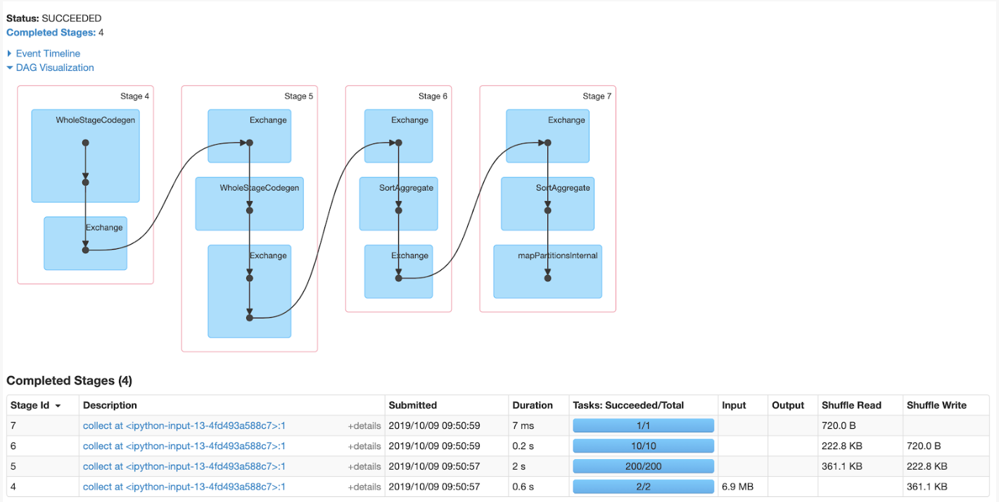 Status: SUCCEEDED
Completed Stages: 4
Event Timeline
DAG Visualization
Stage 4
WholeStageCodegen
Exchange
Stage 5
Exchange
WholeStageCodegen
Exchange
Stage 6
Exchange
SortAggregate
Exchange
Stage 7
Exchange
SortAggregate
mapPartitionsInternal
Completed Stages (4)
Stage Id Description Submitted Duration Tasks: Succeeded/Total Input Output Shuffle Read Shuffle Write
7 collect at <ipython-input-13-4fd493a588c7>:1 +details 2019/10/09 09:50:59 7 ms 1/1 720.0 B
6 collect at <ipython-input-13-4fd493a588c7>:1 +details 2019/10/09 09:50:59 0.2 s 10/10 222.8 KB 720.0 B
5 collect at <ipython-input-13-4fd493a588c7>:1 +details 2019/10/09 09:50:57 2 s 200/200 361.1 KB 222.8 KB
4 collect at <ipython-input-13-4fd493a588c7>:1 +details 2019/10/09 09:50:57 0.6 s 2/2 6.9 MB 361.1 KB